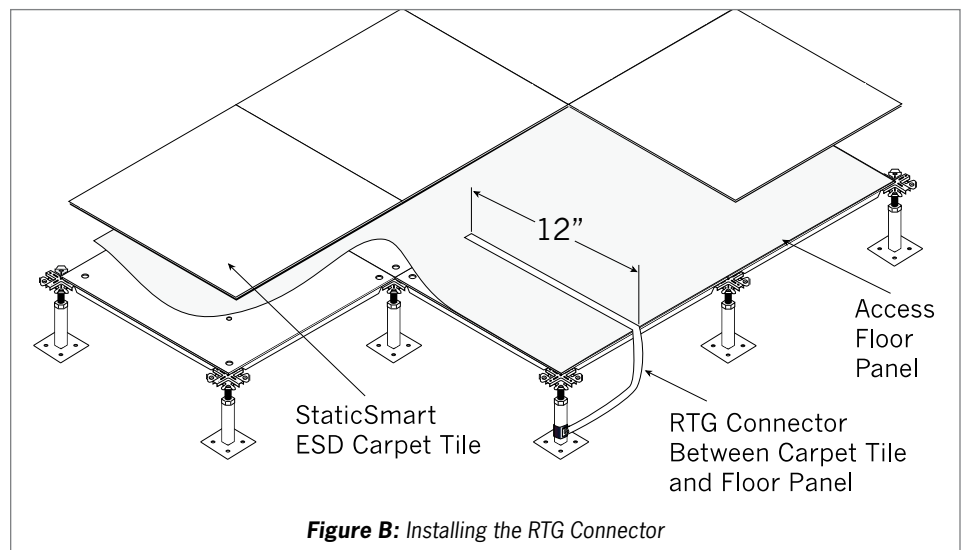 12”
Access
Floor
Panel
StaticSmart
ESD Carpet Tile
RTG Connector
Between Carpet Tile
and Floor Panel
Figure B: Installing the RTG Connector